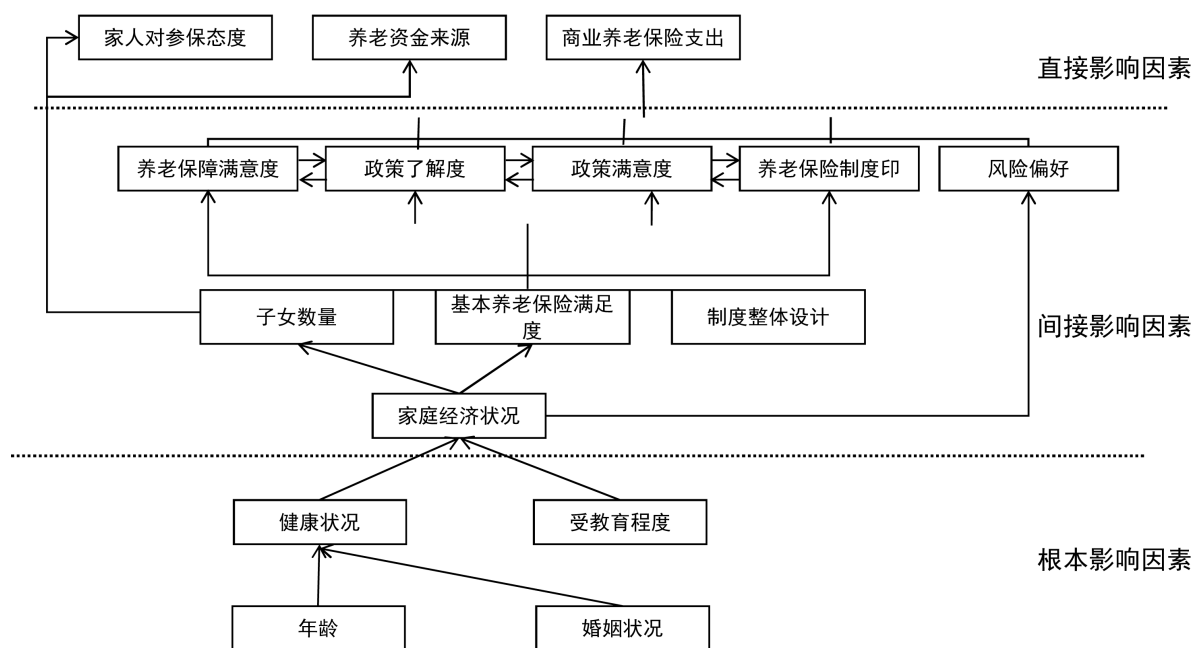 家人对参保态度
养老资金来源
商业养老保险支出
直接影响因素
养老保障满意度
政策了解度
政策满意度
养老保险制度印
风险偏好
子女数量
基本养老保险满足
度
制度整体设计
间接影响因素
家庭经济状况
健康状况
受教育程度
根本影响因素
年龄
婚姻状况